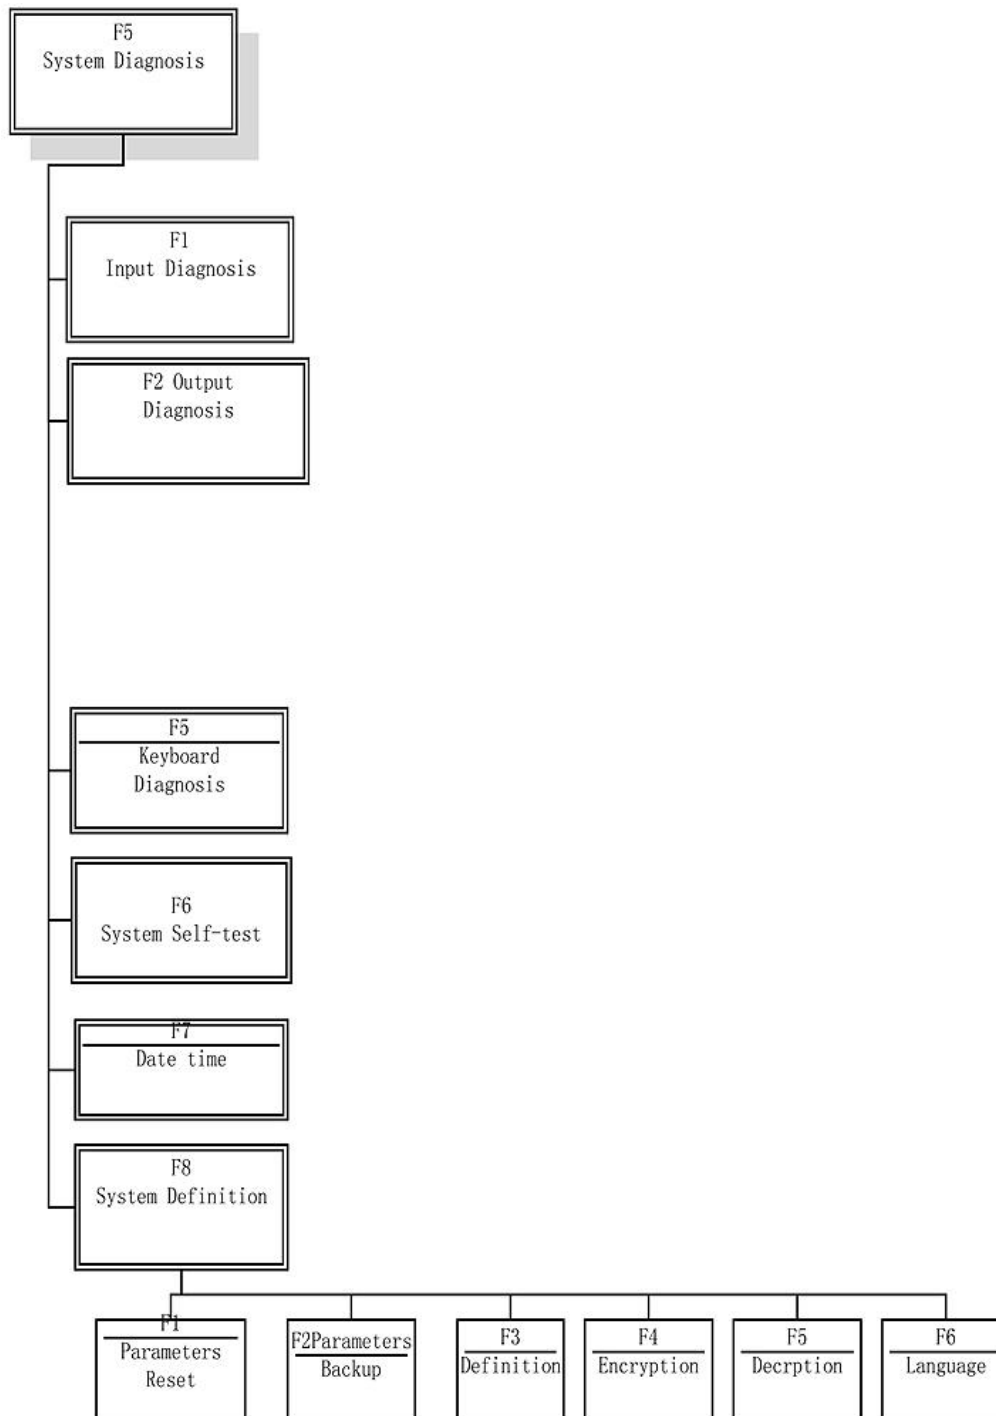 F5
System Diagnosis
F1
Input Diagnosis
F2 Output
Diagnosis
F5
Keyboard
Diagnosis
F6
System Self-test
F7
Date time
F8
System Definition
F1
Parameters
Reset
F2Parameters
Backup
F3
Definition
F4
Encryption
F5
Decrption
F6
Language